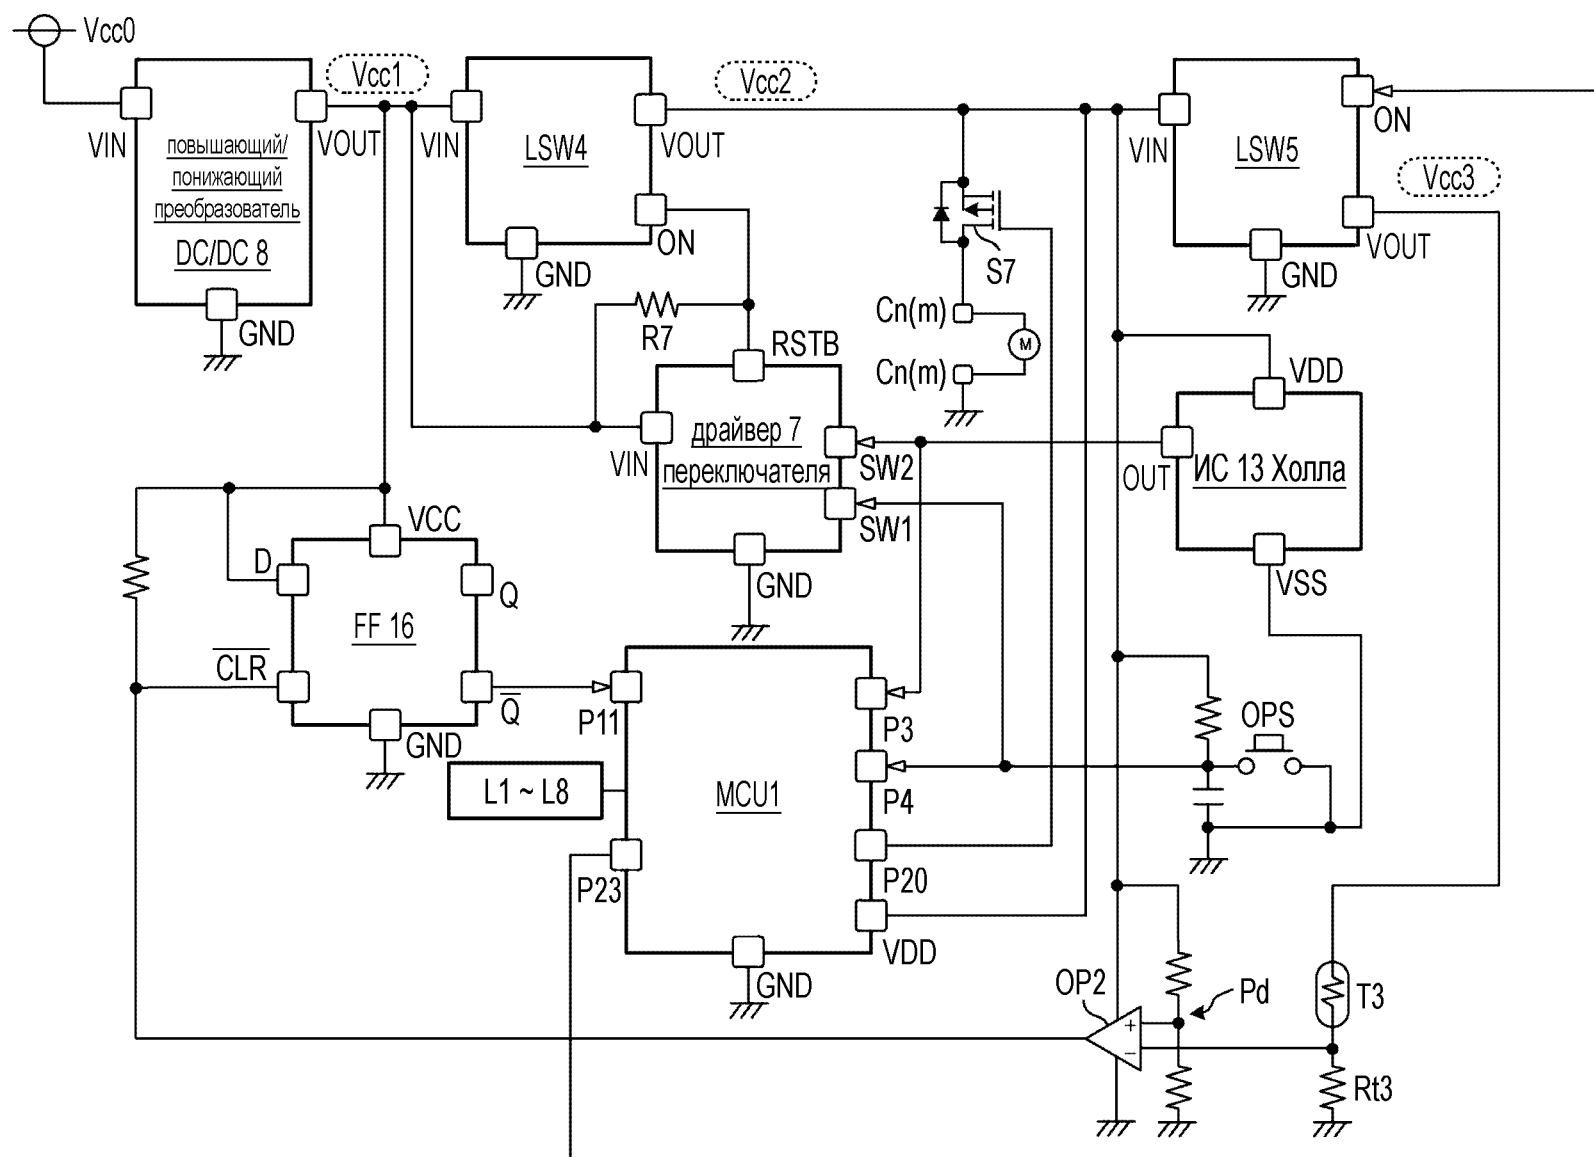 Vcc0
Vcc1
Vcc2
Vcc3
VIN
VOUT
повышающий/
понижающий
преобразователь
DC/DC 8
GND
VIN
LSW4
VOUT
ON
GND
VIN
LSW5
ON
VOUT
GND
R7
S7
Cn(m)
M
Cn(m)
RSTB
VIN
драйвер 7
переключателя
SW2
SW1
GND
VDD
OUT
ИС 13 Холла
VSS
VCC
D
Q
FF 16
CLR
Q
GND
P11
P3
P4
L1 ~ L8
MCU1
P23
P20
VDD
GND
OPS
OP2
+
−
Pd
T3
Rt3